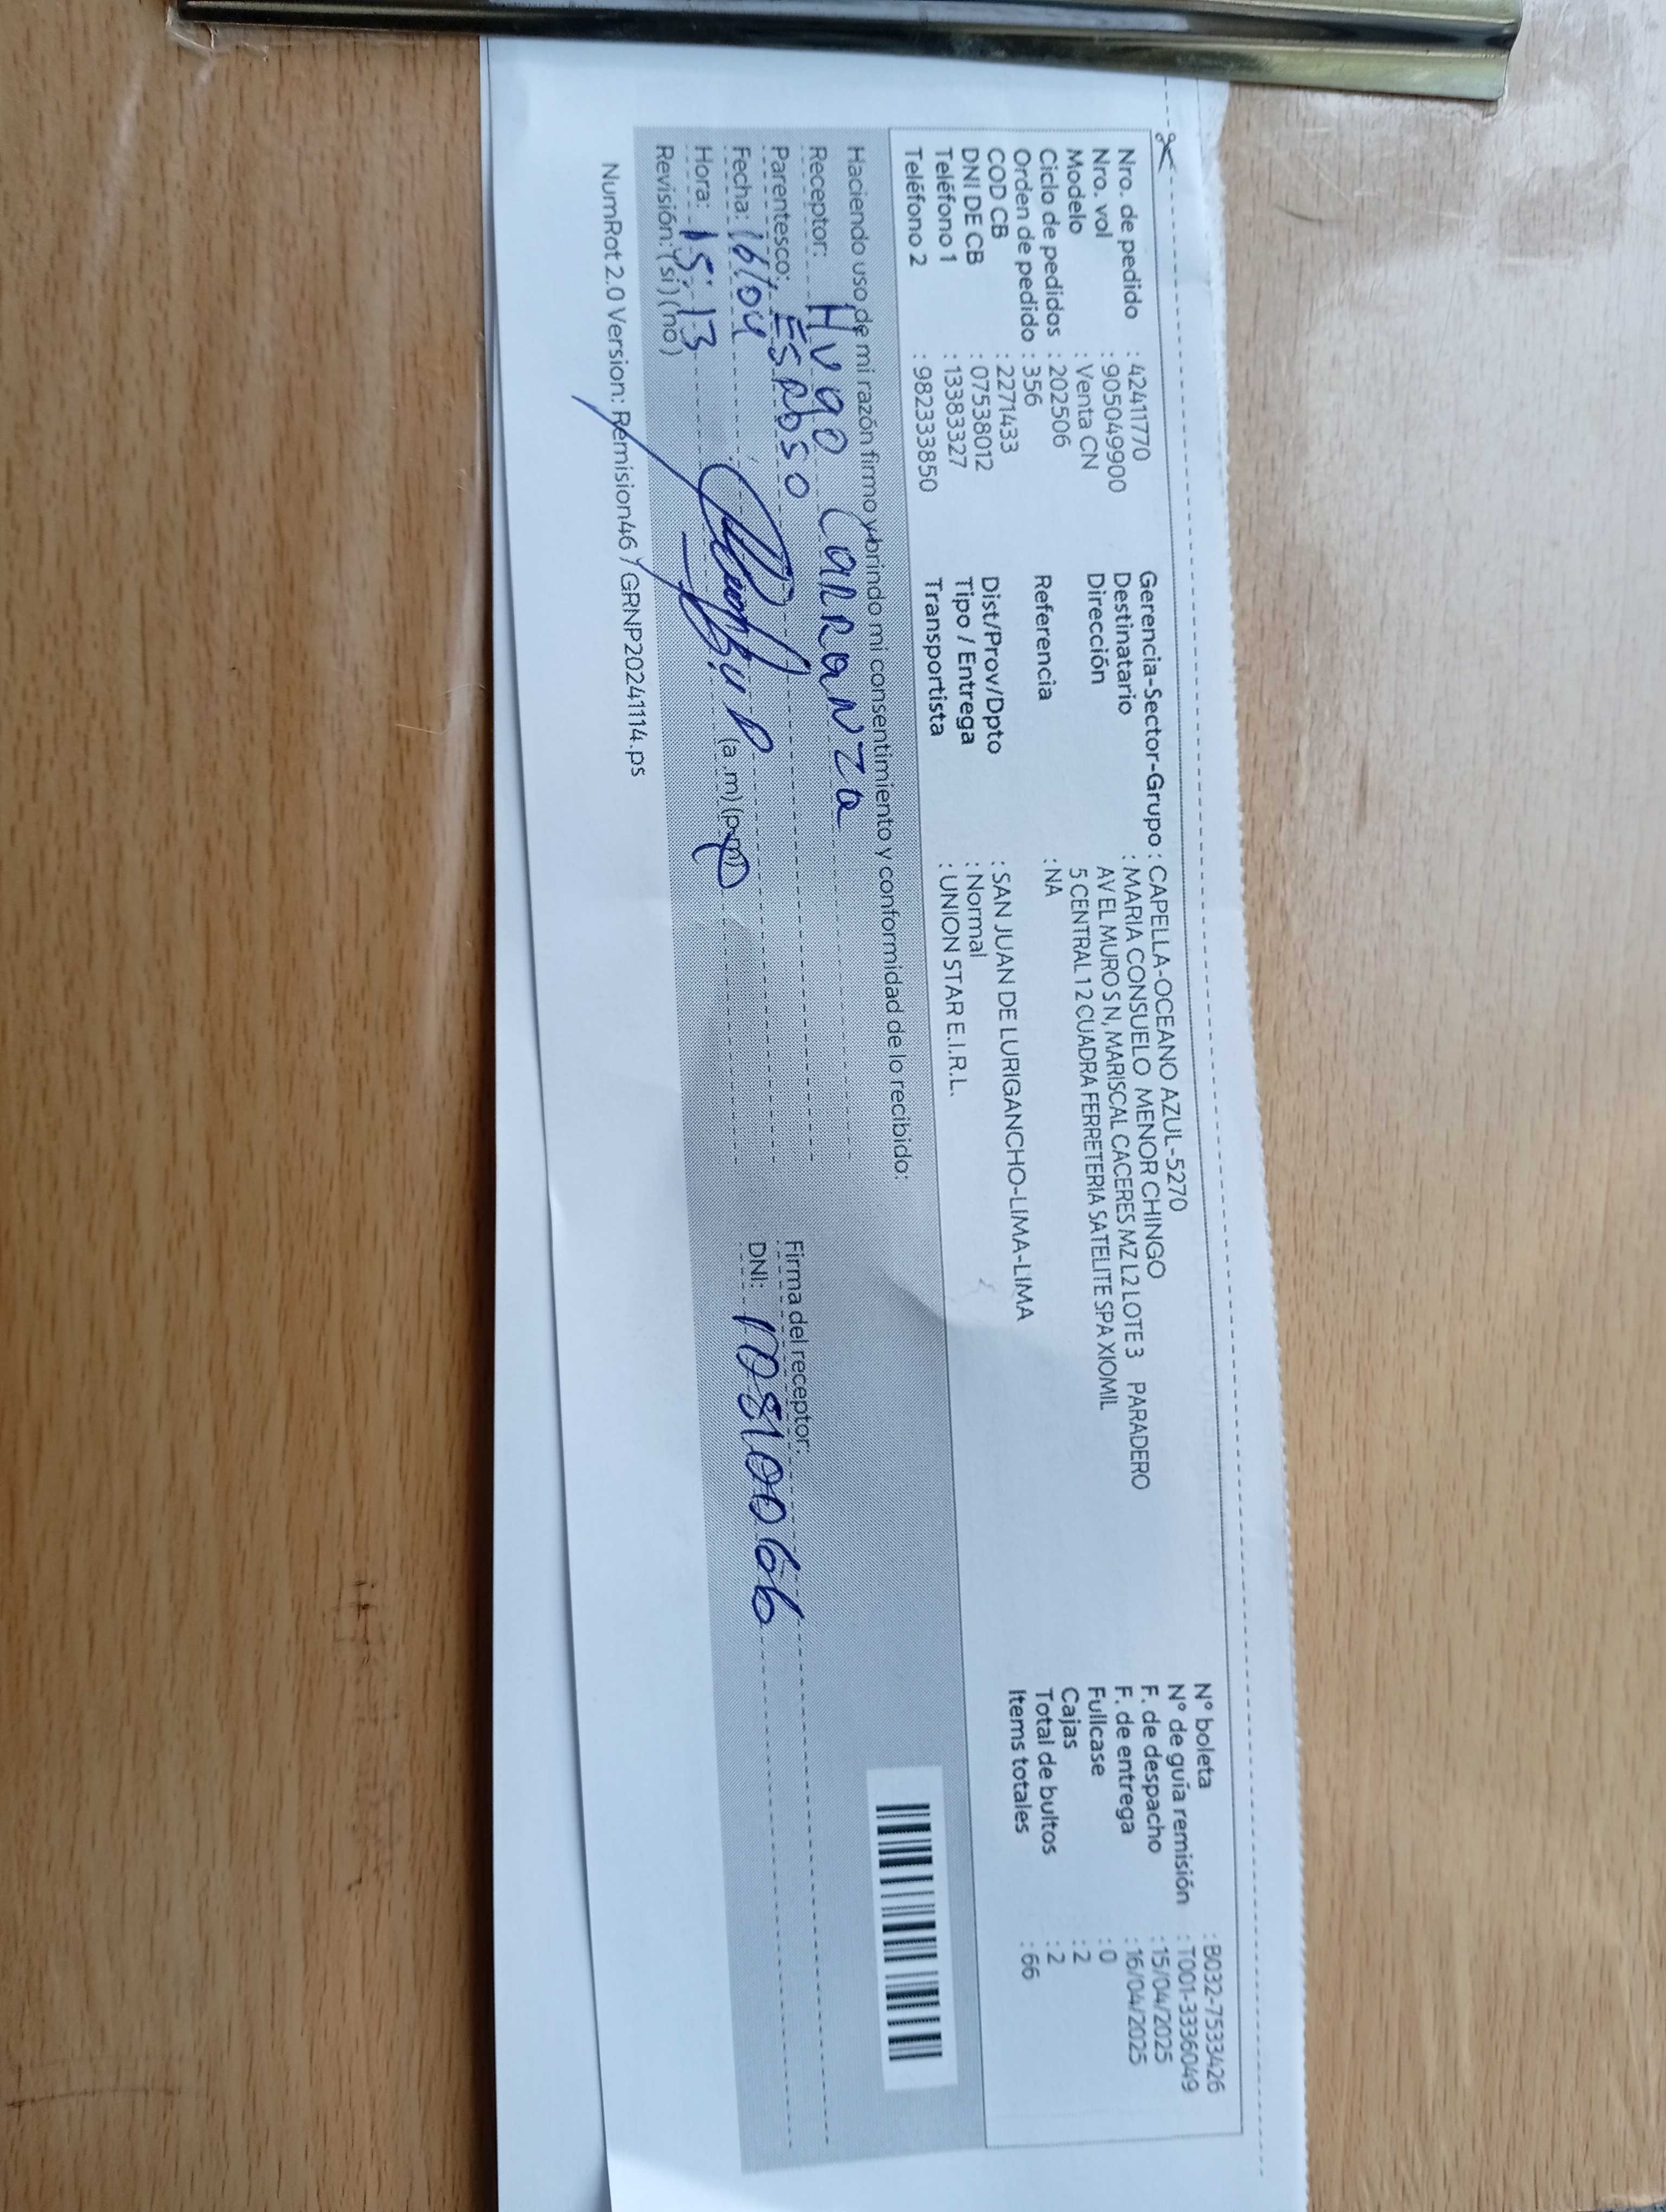 Nro. de pedido : 42411770
Nro. vol : 9050499900
Modelo : Venta CN
Ciclo de pedidos : 202506
Orden de pedido : 356
COD CB : 2271433
DNI DE CB : 07538012
Teléfono 1 : 13383327
Teléfono 2 : 982333850
Gerencia-Sector-Grupo : CAPELLA-OCEANO AZUL-5270
Destinatario : MARIA CONSUELO MENOR CHINGO
Dirección AV EL MURO S N, MARISCAL CACERES MZ L2 LOTE 3 PARADERO
5 CENTRAL 12 CUADRA FERRETERIA SATELITE SPA XIOMIL
Referencia : NA
Dist/Prov/Dpto : SAN JUAN DE LURIGANCHO-LIMA-LIMA
Tipo / Entrega : Normal
Transportista : UNION STAR E.I.R.L.
N° boleta : B032-7533426
N° de guía remisión : T001-3336049
F. de despacho : 15/04/2025
F. de entrega : 16/04/2025
Fullcase : 0
Cajas : 2
Total de bultos : 2
Items totales : 66
Haciendo uso de mi razón firmo y brindo mi consentimiento y conformidad de lo recibido:
Receptor: Hugo Carranza
Parentesco: Esposo
Fecha: 16/04
Hora: 15:13 (a.m) (p.m)
Revisión: (si) (no)
Firma del receptor:
DNI: 10810066
NumRot 2.0 Version: Remision46 / GRNP20241114.ps